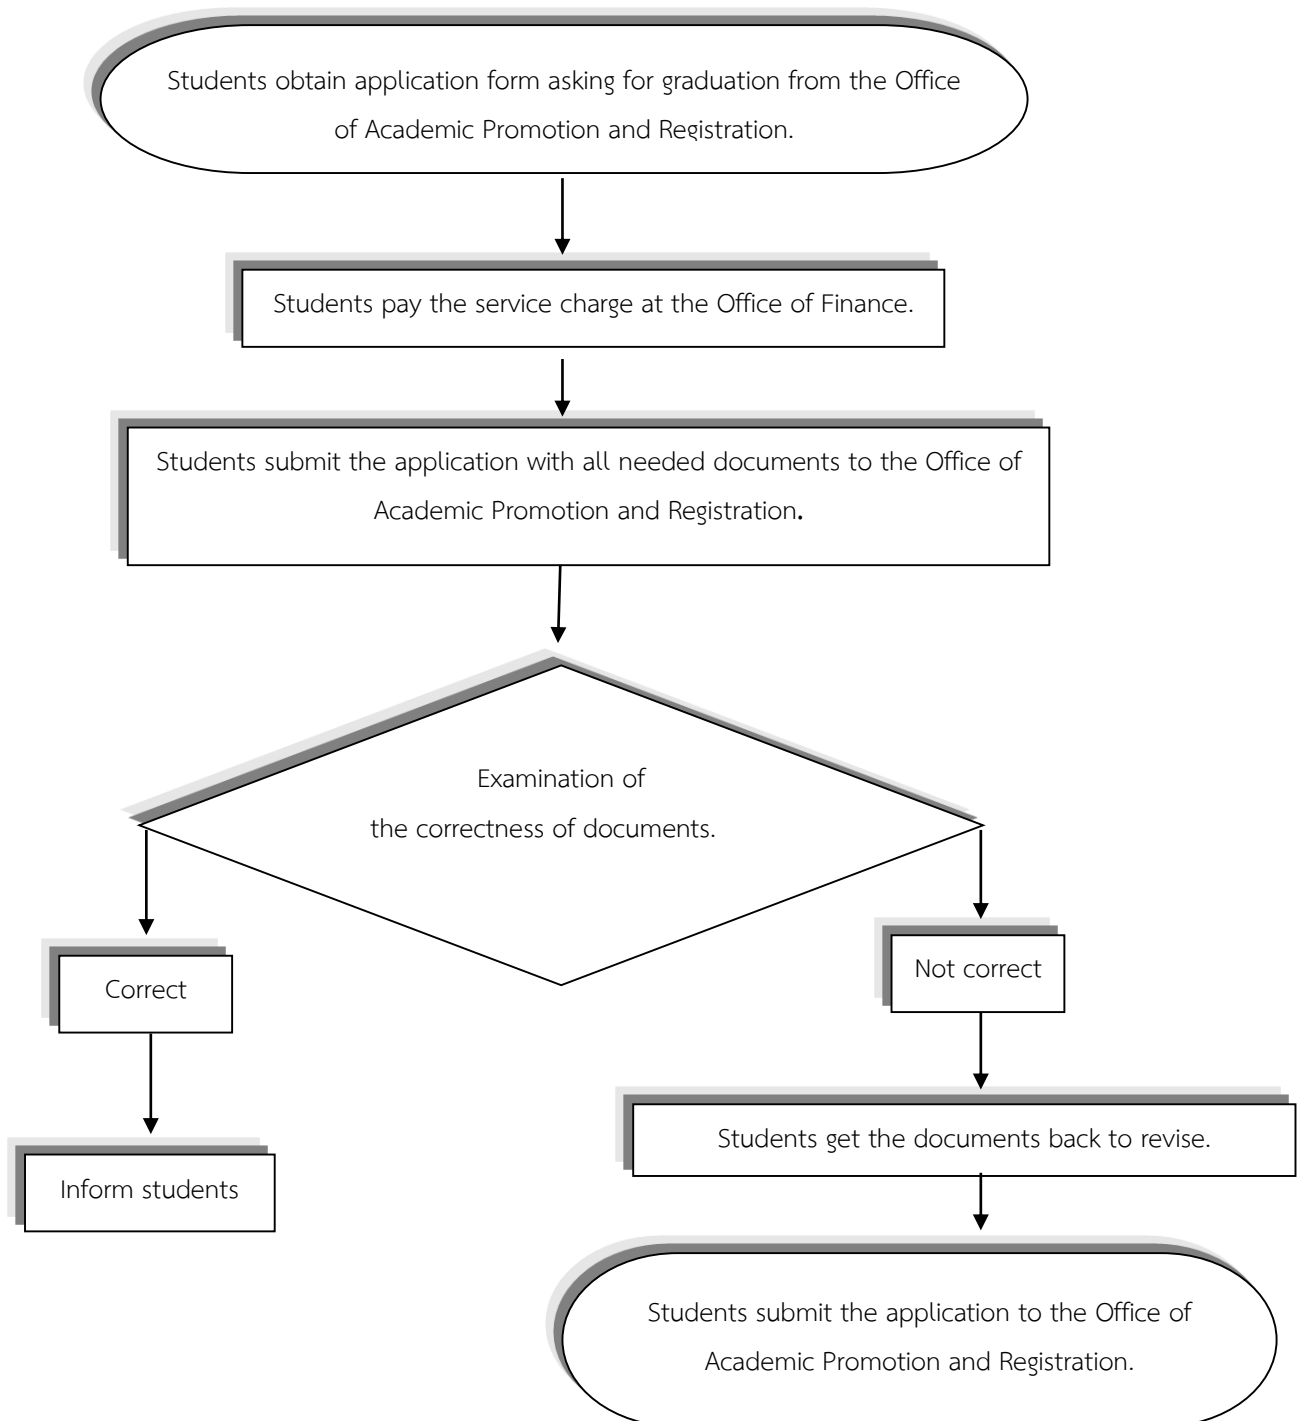 Students obtain application form asking for graduation from the Office
of Academic Promotion and Registration.
Students pay the service charge at the Office of Finance.
Students submit the application with all needed documents to the Office of
Academic Promotion and Registration.
Examination of
the correctness of documents.
Correct
Not correct
Inform students
Students get the documents back to revise.
Students submit the application to the Office of
Academic Promotion and Registration.